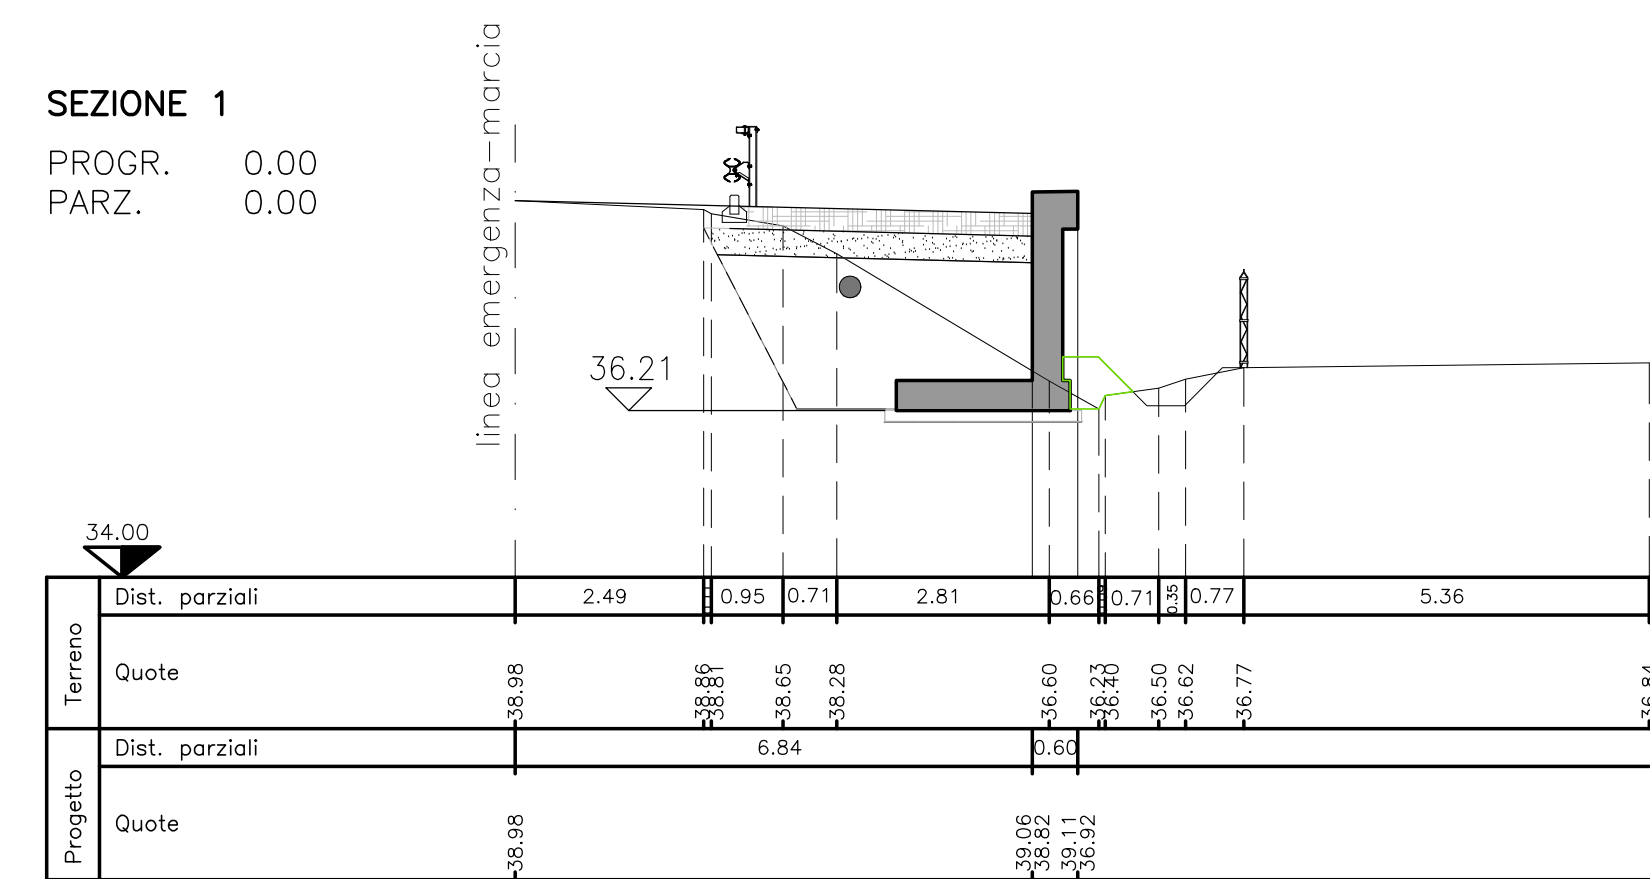 linea emergenza-marcia
SEZIONE 1
PROGR. 0.00
PARZ. 0.00
36.21
34.00
Terreno
Dist. parziali 2.49 0.95 0.71 2.81 0.66 0.71 0.35 0.77 5.36
Quote 38.98 38.86 38.81 38.65 38.28 36.60 36.23 36.40 36.50 36.62 36.77 36.84
Progetto
Dist. parziali 6.84 0.60
Quote 38.98 39.06 38.82 39.11 36.92